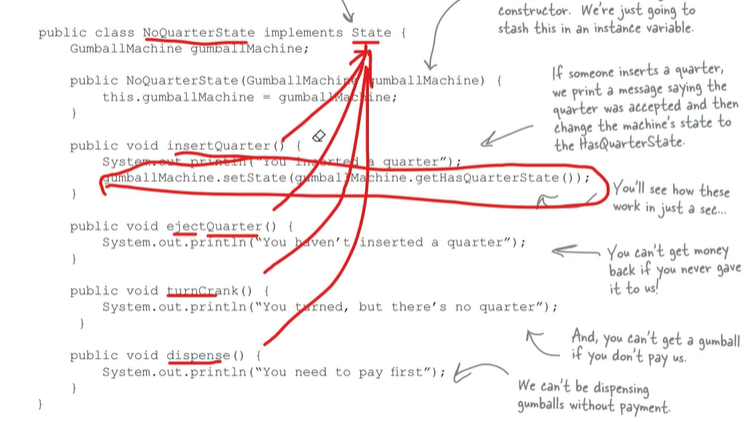 constructor. We're just going to
stash this in an instance variable.
public class NoQuarterState implements State {
GumballMachine gumballMachine;
public NoQuarterState(GumballMachine gumballMachine) {
this.gumballMachine = gumballMachine;
}
If someone inserts a quarter,
we print a message saying the
quarter was accepted and then
change the machine's state to
the HasQuarterState.
public void insertQuarter() {
System.out.println("You inserted a quarter");
gumballMachine.setState(gumballMachine.getHasQuarterState());
}
You'll see how these
work in just a sec...
public void ejectQuarter() {
System.out.println("You haven't inserted a quarter");
}
You can't get money
back if you never gave
it to us!
public void turnCrank() {
System.out.println("You turned, but there's no quarter");
}
And, you can't get a gumball
if you don't pay us.
public void dispense() {
System.out.println("You need to pay first");
}
We can't be dispensing
gumballs without payment.
}